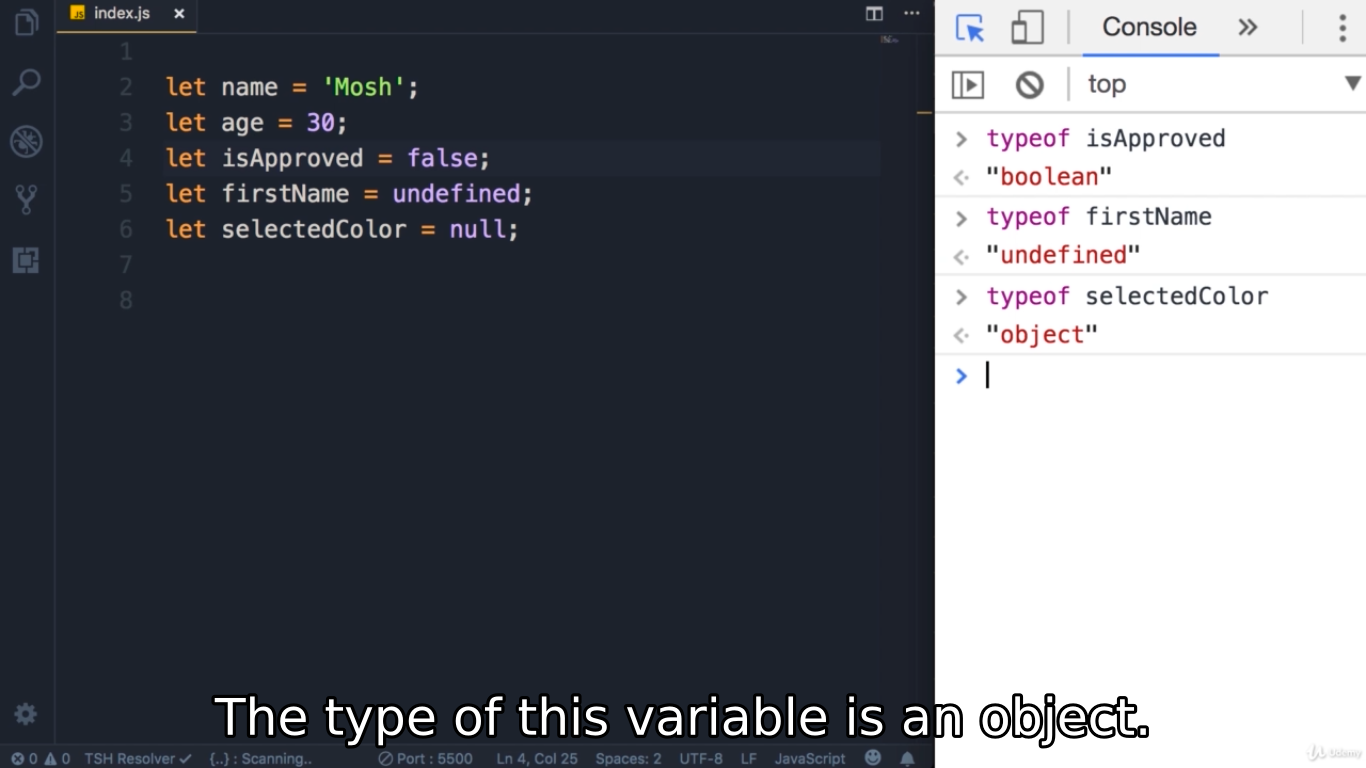 index.js
1
2 let name = 'Mosh';
3 let age = 30;
4 let isApproved = false;
5 let firstName = undefined;
6 let selectedColor = null;
7
8
Console
top
> typeof isApproved
"boolean"
> typeof firstName
"undefined"
> typeof selectedColor
"object"
>
The type of this variable is an object.
0 0 TSH Resolver ✓ {..} : Scanning.. Port : 5500 Ln 4, Col 25 Spaces: 2 UTF-8 LF JavaScript
Udemy